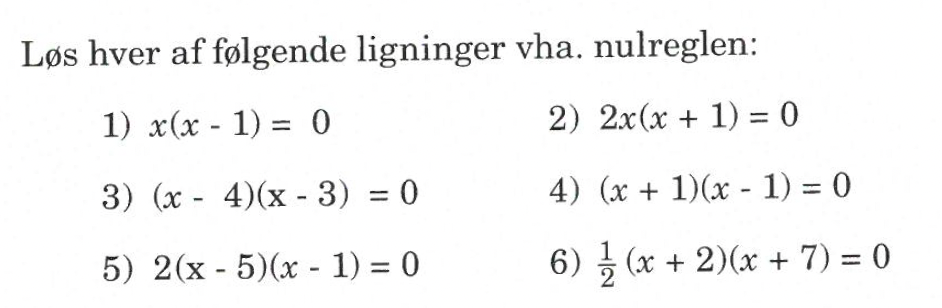 Løs hver af følgende ligninger vha. nulreglen:
1) x(x - 1) = 0 2) 2x(x + 1) = 0
3) (x - 4)(x - 3) = 0 4) (x + 1)(x - 1) = 0
5) 2(x - 5)(x - 1) = 0 6) ½ (x + 2)(x + 7) = 0